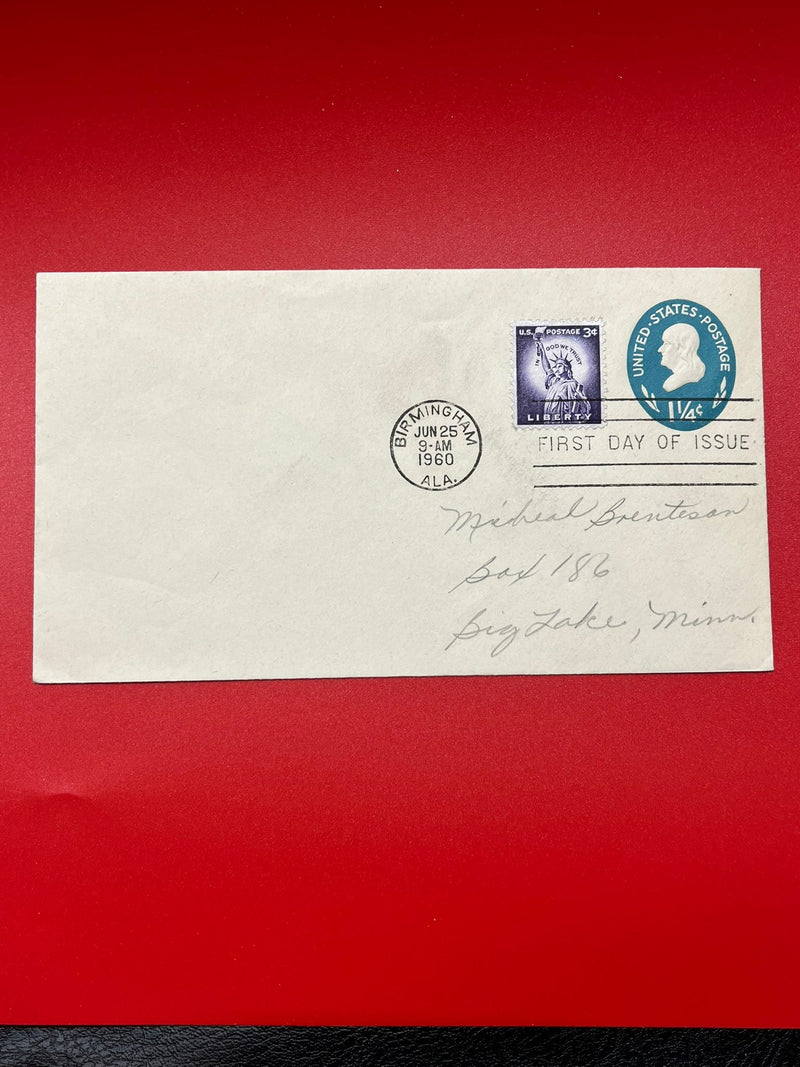 U.S. POSTAGE 3¢
IN GOD WE TRUST
LIBERTY
UNITED·STATES·POSTAGE
1¼¢
BIRMINGHAM
JUN 25
9-AM
1960
ALA.
FIRST DAY OF ISSUE
Micheal Brenteson
Box 186
Big Lake, Minn.